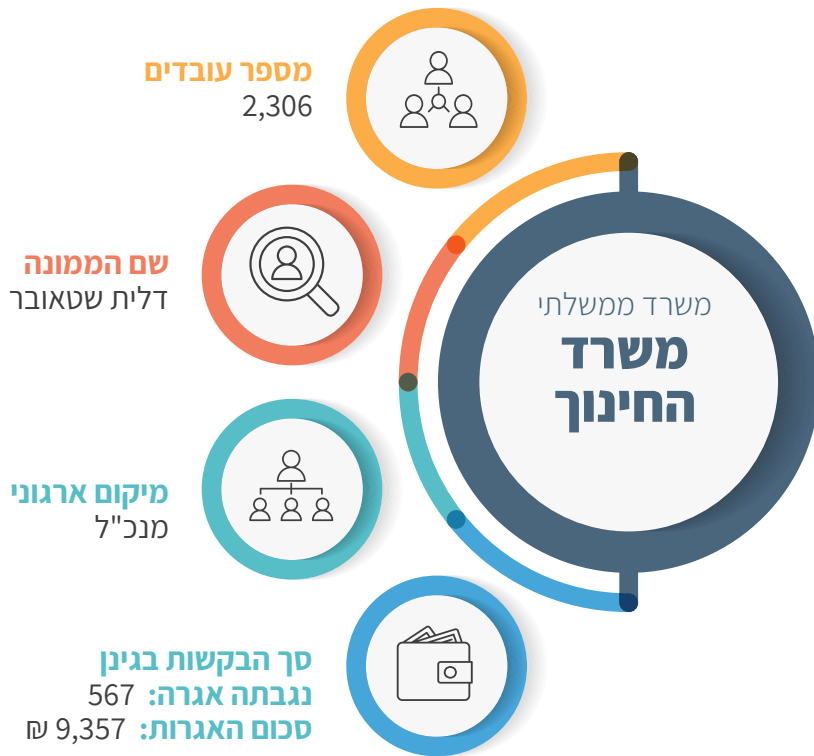 משרד ממשלתי
משרד
החינוך
מספר עובדים
2,306
שם הממונה
דלית שטאובר
מיקום ארגוני
מנכ"ל
סך הבקשות בגינן
נגבתה אגרה: 567
סכום האגרות: 9,357 ₪